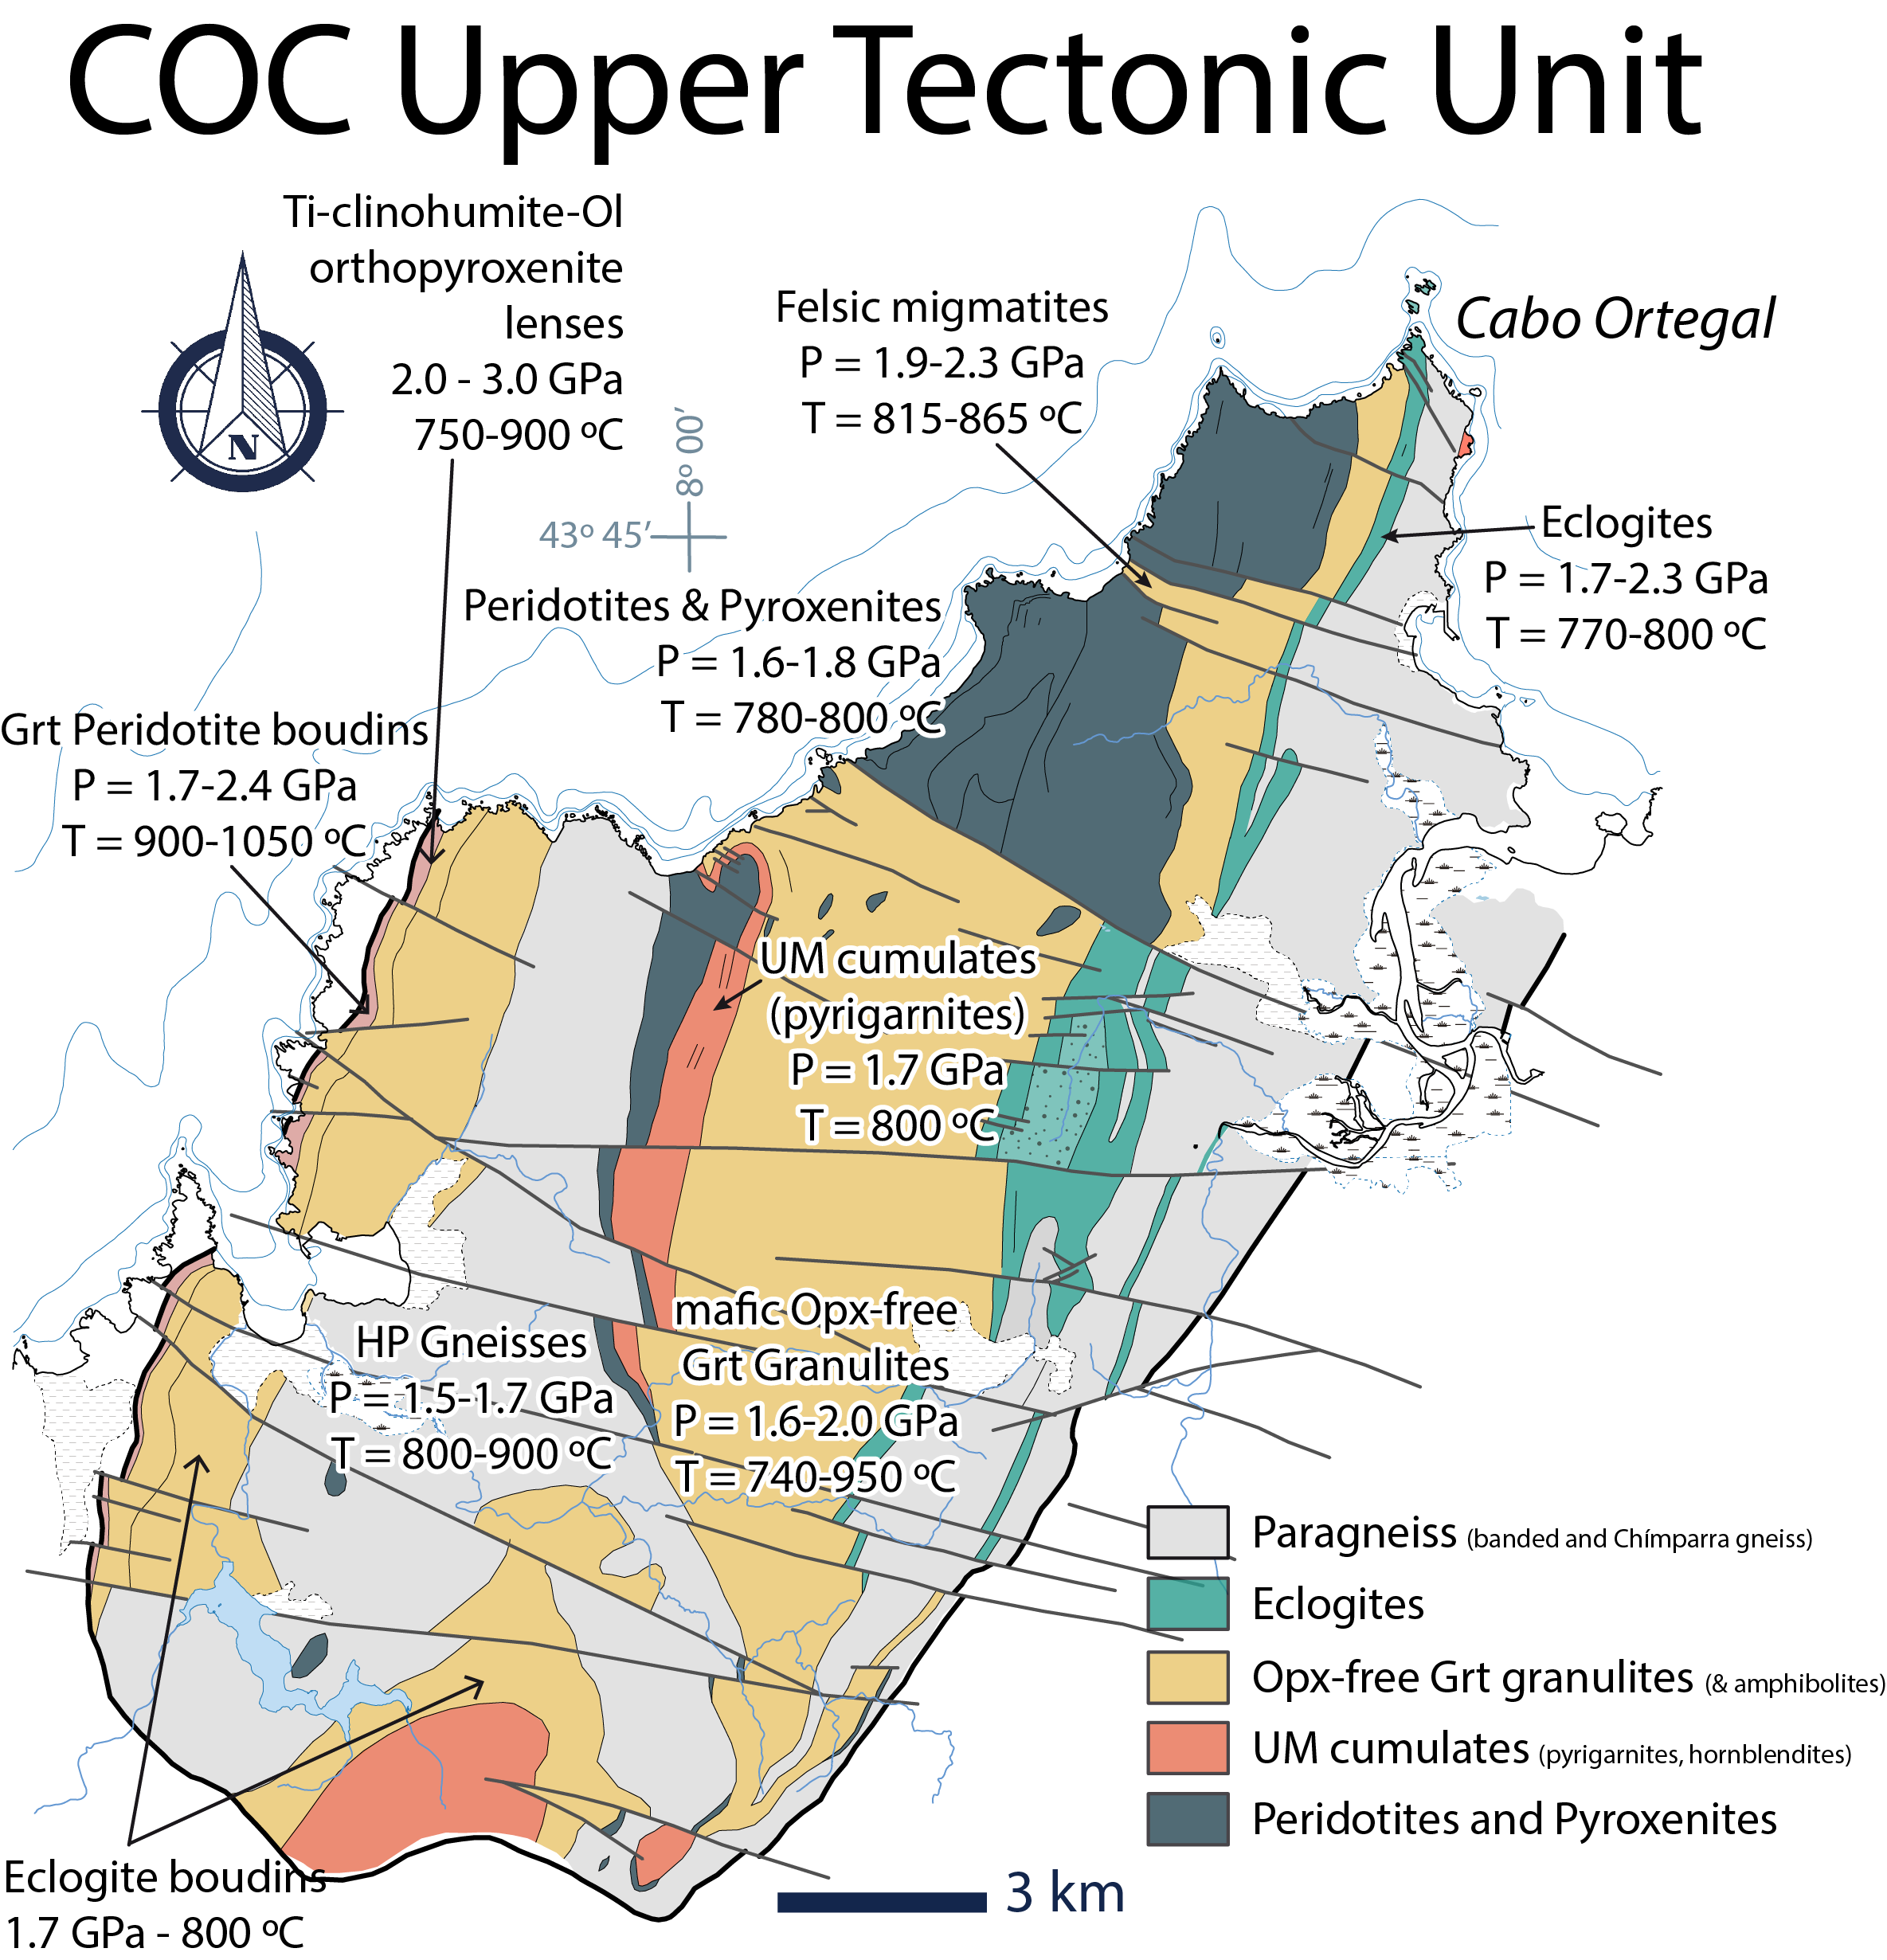 COC Upper Tectonic Unit
Ti-clinohumite-Ol
orthopyroxenite
lenses
2.0 - 3.0 GPa
750-900 ºC
Felsic migmatites
P = 1.9-2.3 GPa
T = 815-865 ºC
Cabo Ortegal
N
8º 00’
43º 45’
Eclogites
P = 1.7-2.3 GPa
T = 770-800 ºC
Peridotites & Pyroxenites
P = 1.6-1.8 GPa
T = 780-800 ºC
Grt Peridotite boudins
P = 1.7-2.4 GPa
T = 900-1050 ºC
UM cumulates
(pyrigarnites)
P = 1.7 GPa
T = 800 ºC
HP Gneisses
P = 1.5-1.7 GPa
T = 800-900 ºC
mafic Opx-free
Grt Granulites
P = 1.6-2.0 GPa
T = 740-950 ºC
Paragneiss (banded and Chímparra gneiss)
Eclogites
Opx-free Grt granulites (& amphibolites)
UM cumulates (pyrigarnites, hornblendites)
Peridotites and Pyroxenites
Eclogite boudins
1.7 GPa - 800 ºC
3 km